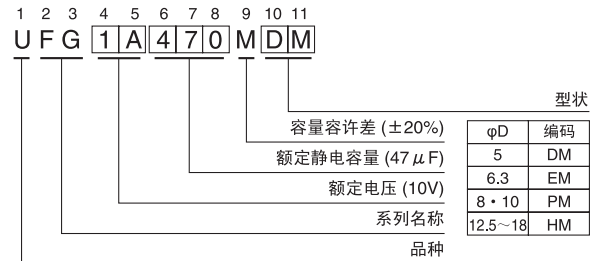 1 2 3 4 5 6 7 8 9 10 11
U F G 1 A 4 7 0 M D M
型状
容量容许差 (±20%)
额定静电容量 (47μF)
额定电压 (10V)
系列名称
品种
φD 编码
5 DM
6.3 EM
8・10 PM
12.5～18 HM